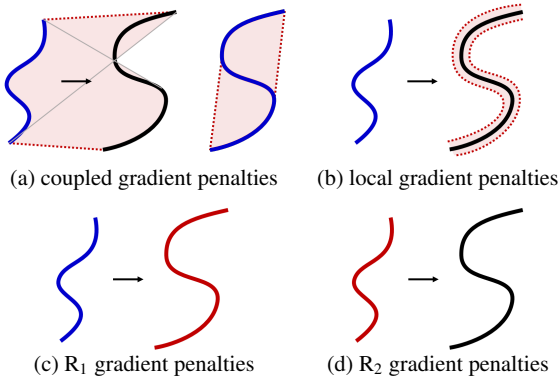 (a) coupled gradient penalties
(b) local gradient penalties
(c) R₁ gradient penalties
(d) R₂ gradient penalties